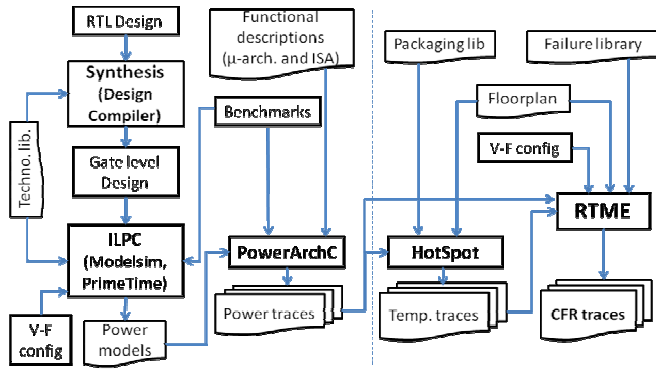 RTL Design
Synthesis
(Design
Compiler)
Techno. lib.
Gate level
Design
ILPC
(Modelsim,
PrimeTime)
V-F
config
Power
models
Functional
descriptions
(μ-arch. and ISA)
Benchmarks
PowerArchC
Power traces
Packaging lib
Failure library
Floorplan
V-F config
HotSpot
RTME
Temp. traces
CFR traces